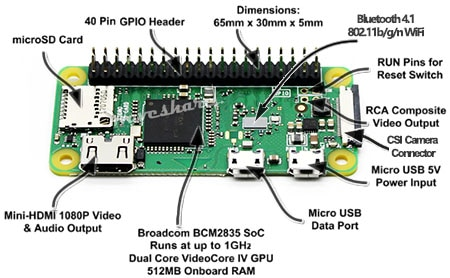 Dimensions:
65mm x 30mm x 5mm
40 Pin GPIO Header
Bluetooth 4.1
802.11b/g/n WiFi
microSD Card
RUN Pins for
Reset Switch
RCA Composite
Video Output
CSI Camera
Connector
Micro USB 5V
Power Input
Mini-HDMI 1080P Video
& Audio Output
Micro USB
Data Port
Broadcom BCM2835 SoC
Runs at up to 1GHz
Dual Core VideoCore IV GPU
512MB Onboard RAM